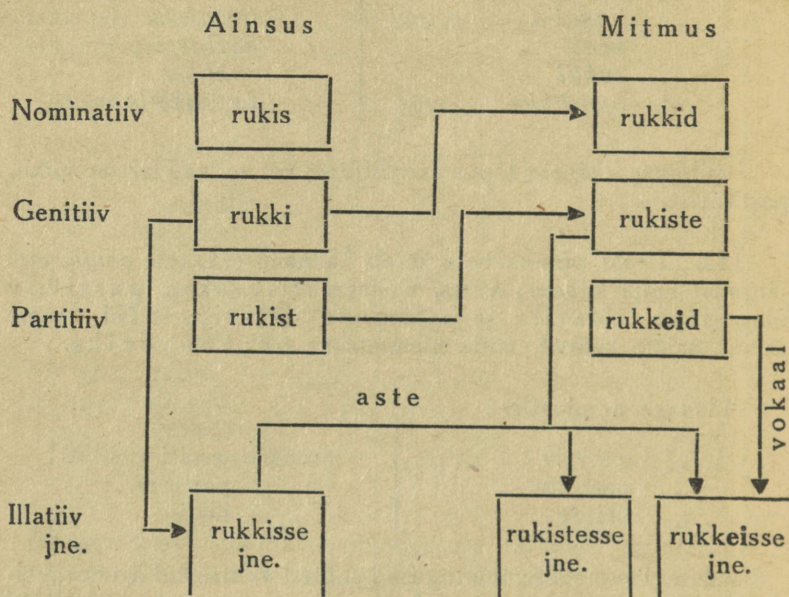 Ainsus Mitmus
Nominatiiv rukis rukkid
Genitiiv rukki rukiste
Partitiiv rukist rukkeid
aste
vokaal
Illatiiv
jne.
rukkisse
jne.
rukistesse
jne.
rukkeisse
jne.